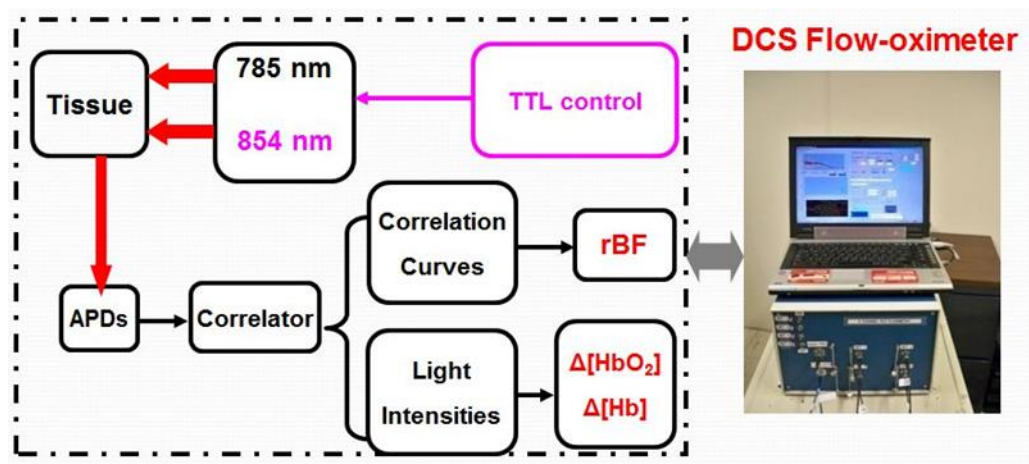 DCS Flow-oximeter
785 nm
Tissue
TTL control
854 nm
Correlation
Curves
rBF
APDs
Correlator
Light
Intensities
Δ[HbO₂]
Δ[Hb]